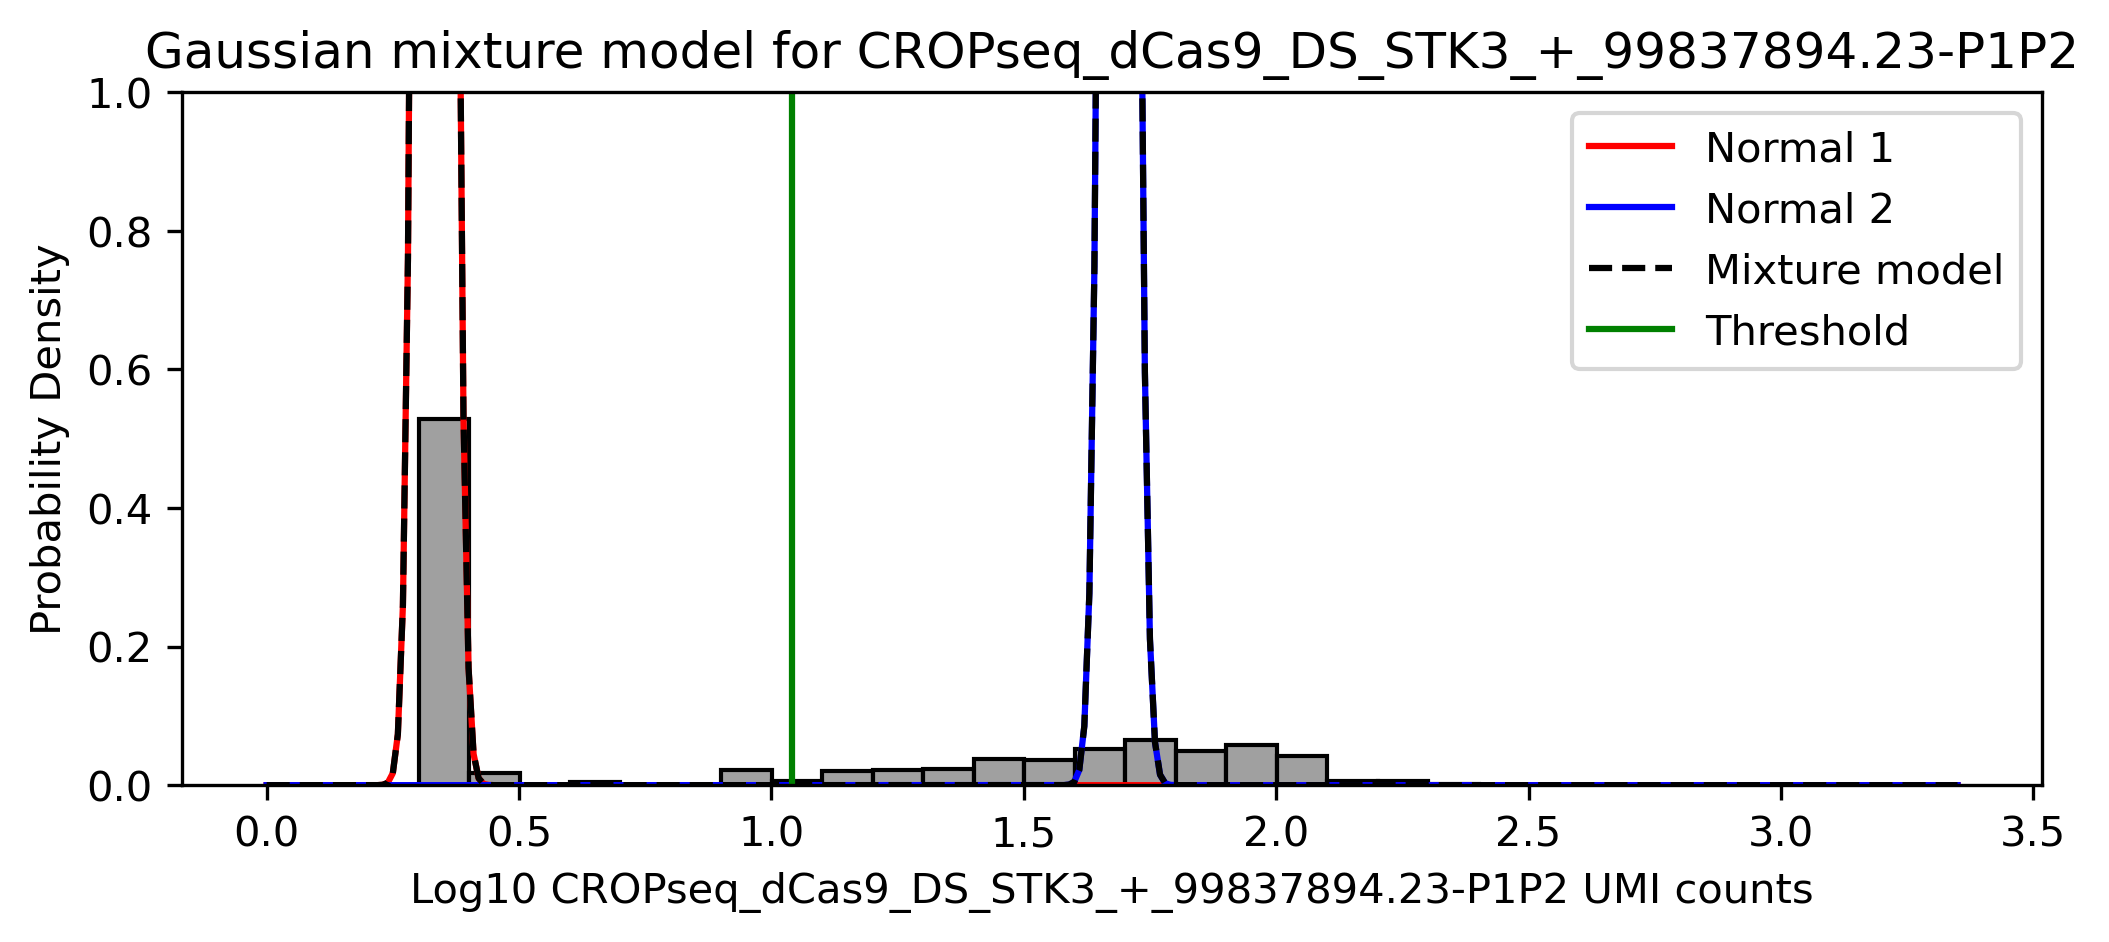 Gaussian mixture model for CROPseq_dCas9_DS_STK3_+_99837894.23-P1P2
1.0
0.8
0.6
0.4
0.2
0.0
Probability Density
Normal 1
Normal 2
Mixture model
Threshold
0.0 0.5 1.0 1.5 2.0 2.5 3.0 3.5
Log10 CROPseq_dCas9_DS_STK3_+_99837894.23-P1P2 UMI counts